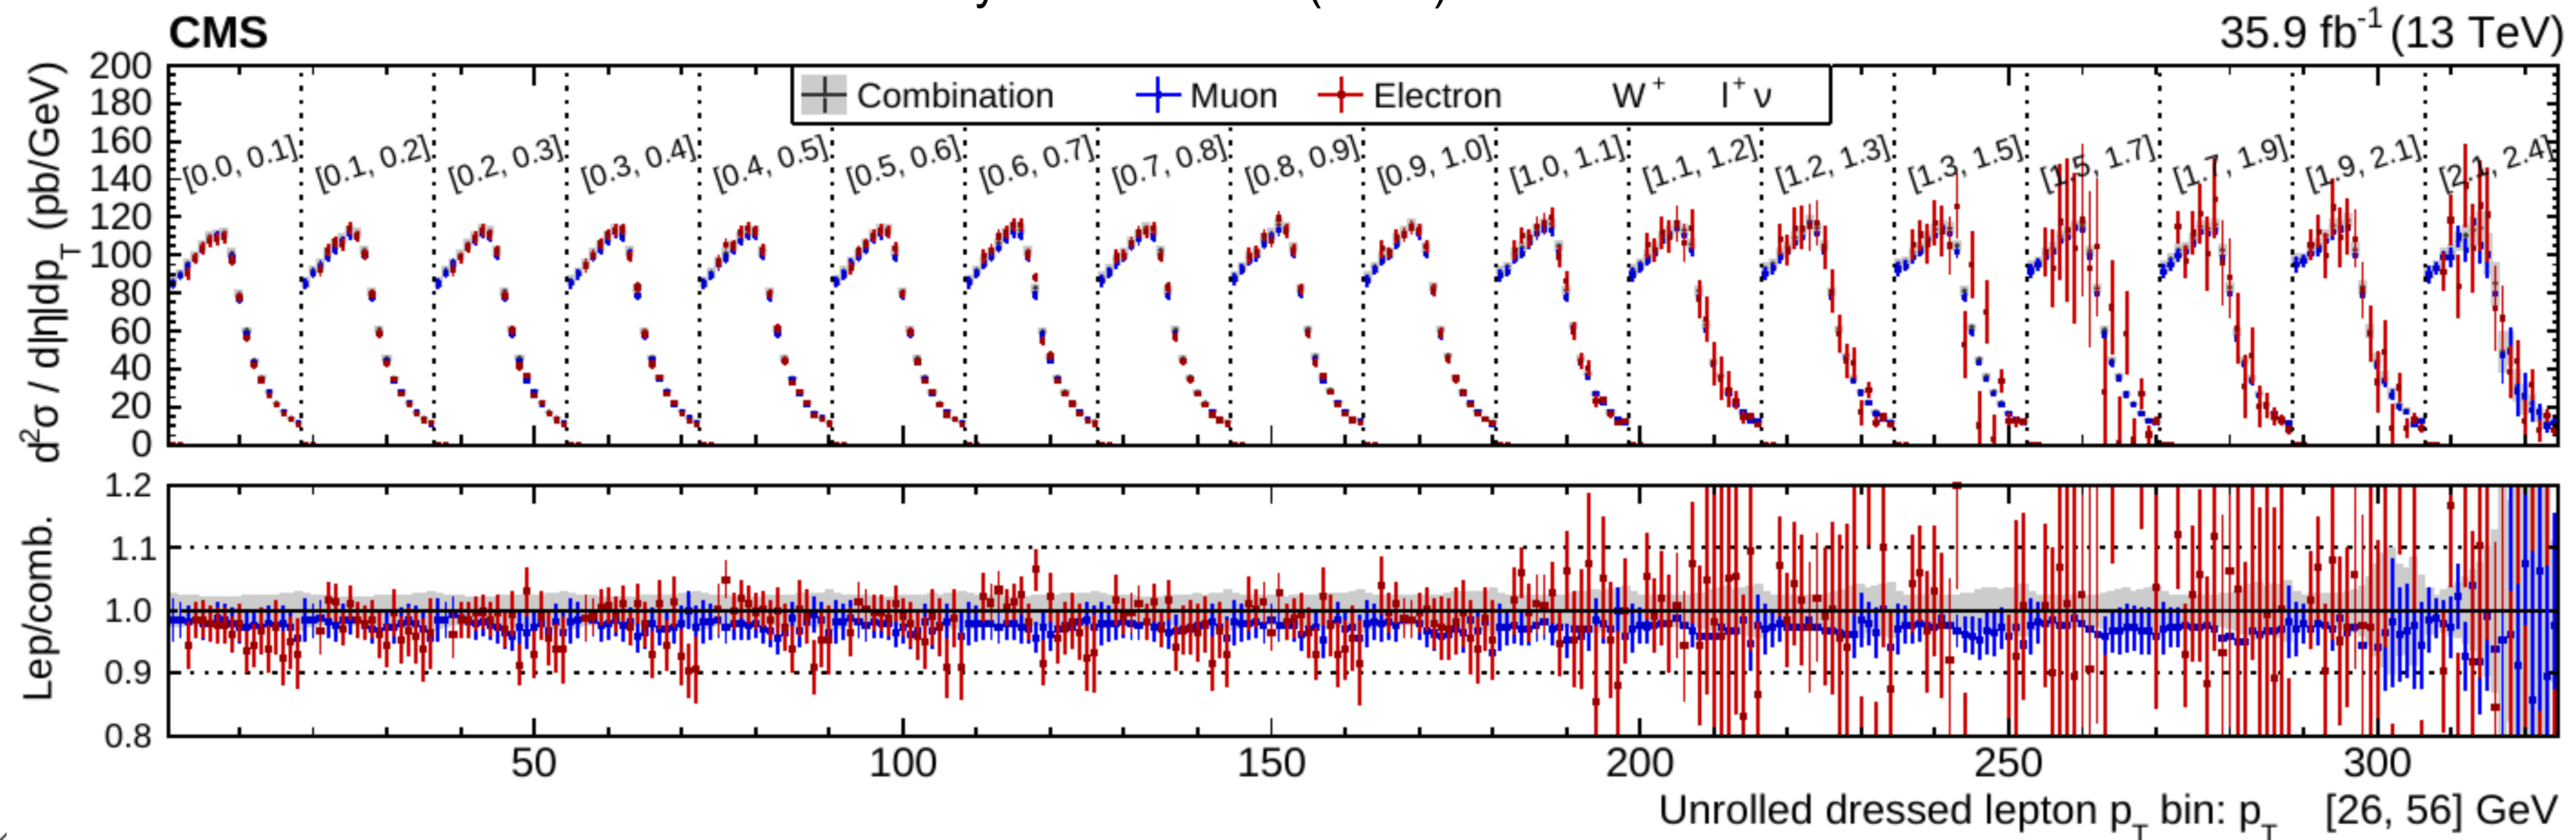 CMS 35.9 fb⁻¹ (13 TeV)
Combination Muon Electron W⁺ l⁺ ν
d²σ / d|η|dp_T (pb/GeV)
200
180
160
140
120
100
80
60
40
20
0
[0.0, 0.1] [0.1, 0.2] [0.2, 0.3] [0.3, 0.4] [0.4, 0.5] [0.5, 0.6] [0.6, 0.7] [0.7, 0.8] [0.8, 0.9] [0.9, 1.0] [1.0, 1.1] [1.1, 1.2] [1.2, 1.3] [1.3, 1.5] [1.5, 1.7] [1.7, 1.9] [1.9, 2.1] [2.1, 2.4]
Lep/comb.
1.2
1.1
1.0
0.9
0.8
50 100 150 200 250 300
Unrolled dressed lepton p_T bin: p_T [26, 56] GeV